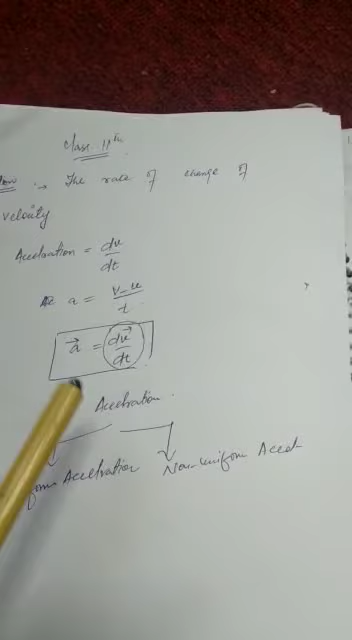 Class 11th
:→ The rate of change of
velocity
Acceleration = dv/dt
a = v-u/t
a⃗ = dv⃗/dt
Acceleration.
Acceleration Non-uniform Accel